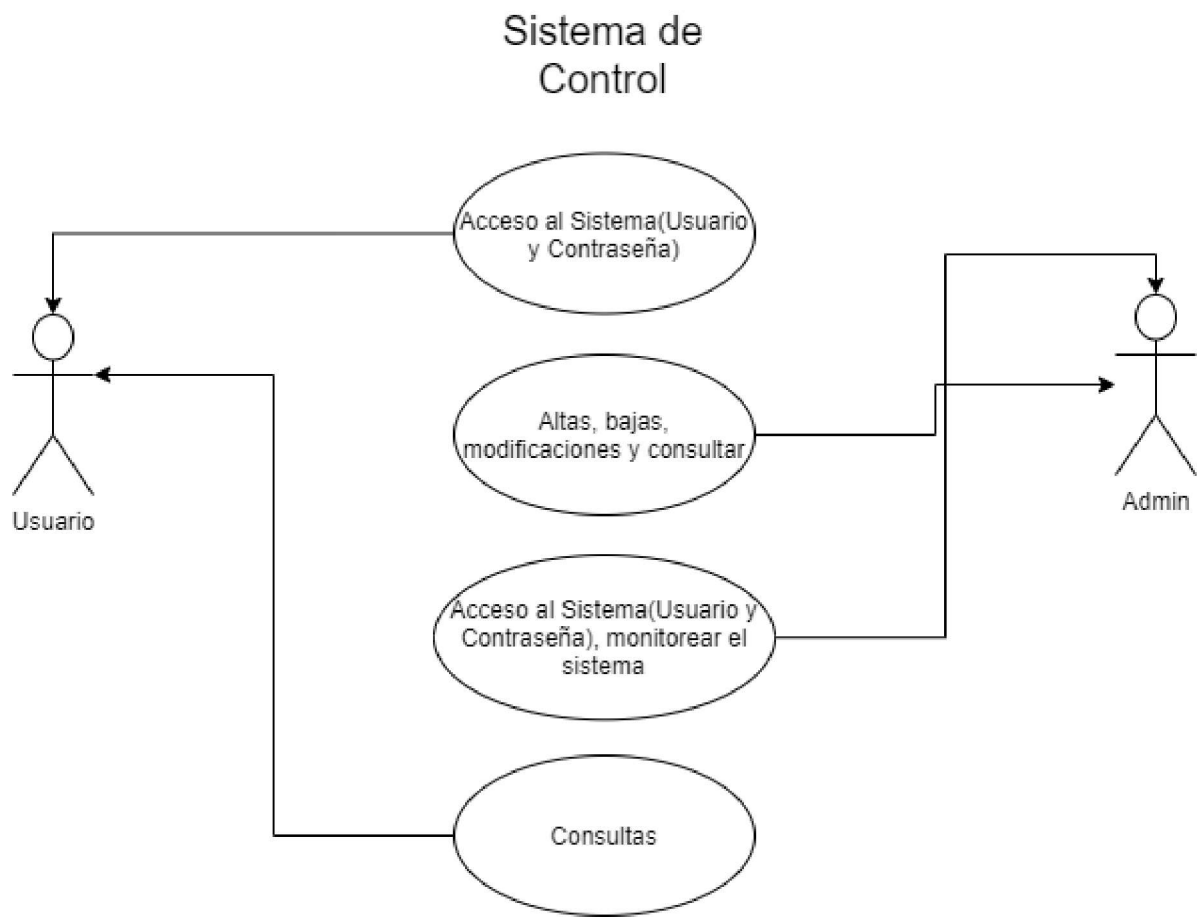 Sistema de
Control
Acceso al Sistema(Usuario
y Contraseña)
Altas, bajas,
modificaciones y consultar
Usuario
Admin
Acceso al Sistema(Usuario y
Contraseña), monitorear el
sistema
Consultas